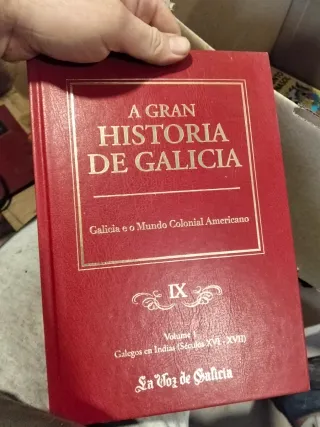 A GRAN
HISTORIA
DE GALICIA
Galicia e o Mundo Colonial Americano
IX
Volume 1
Galegos en Indias (Séculos XVI - XVII)
La Voz de Galicia